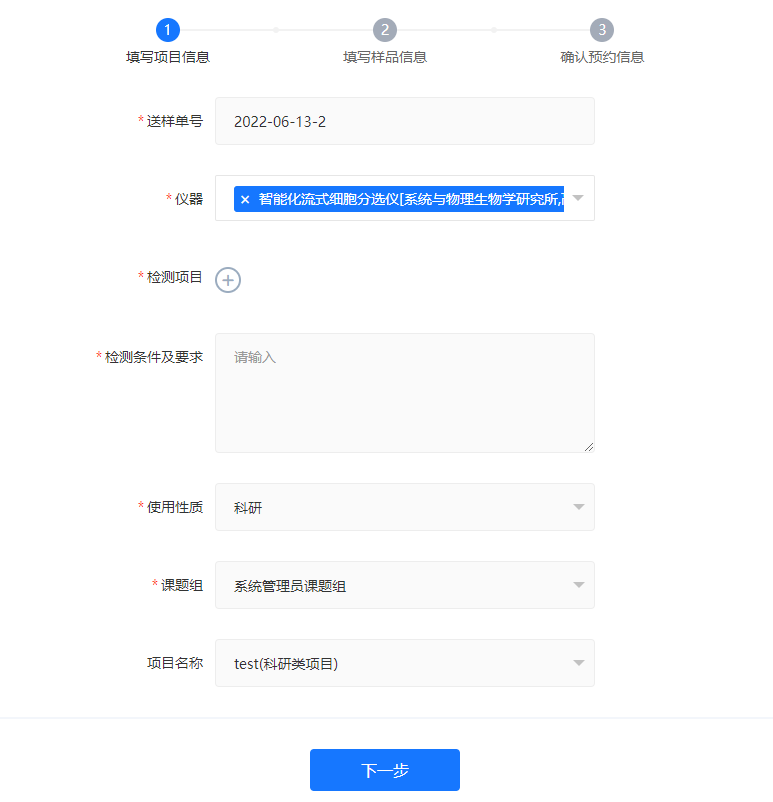 1 2 3
填写项目信息 填写样品信息 确认预约信息
* 送样单号 2022-06-13-2
* 仪器 × 智能化流式细胞分选仪[系统与物理生物学研究所,
* 检测项目
* 检测条件及要求 请输入
* 使用性质 科研
* 课题组 系统管理员课题组
项目名称 test(科研类项目)
下一步